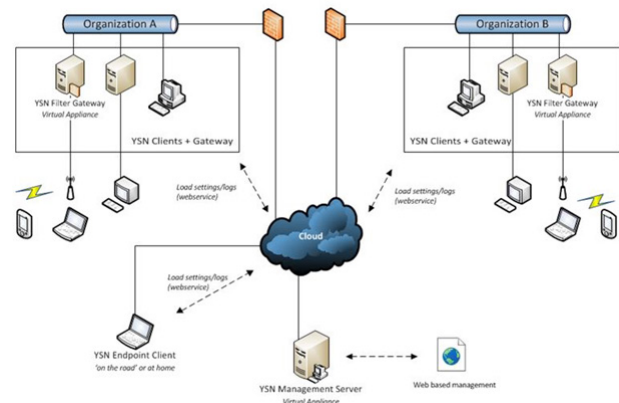 Organization A
Organization B
YSN Filter Gateway
Virtual Appliance
YSN Clients + Gateway
YSN Filter Gateway
Virtual Appliance
YSN Clients + Gateway
Load settings/logs
(webservice)
Load settings/logs
(webservice)
Cloud
Load settings/logs
(webservice)
YSN Endpoint Client
'on the road' or at home
YSN Management Server
Virtual Appliance
Web based management